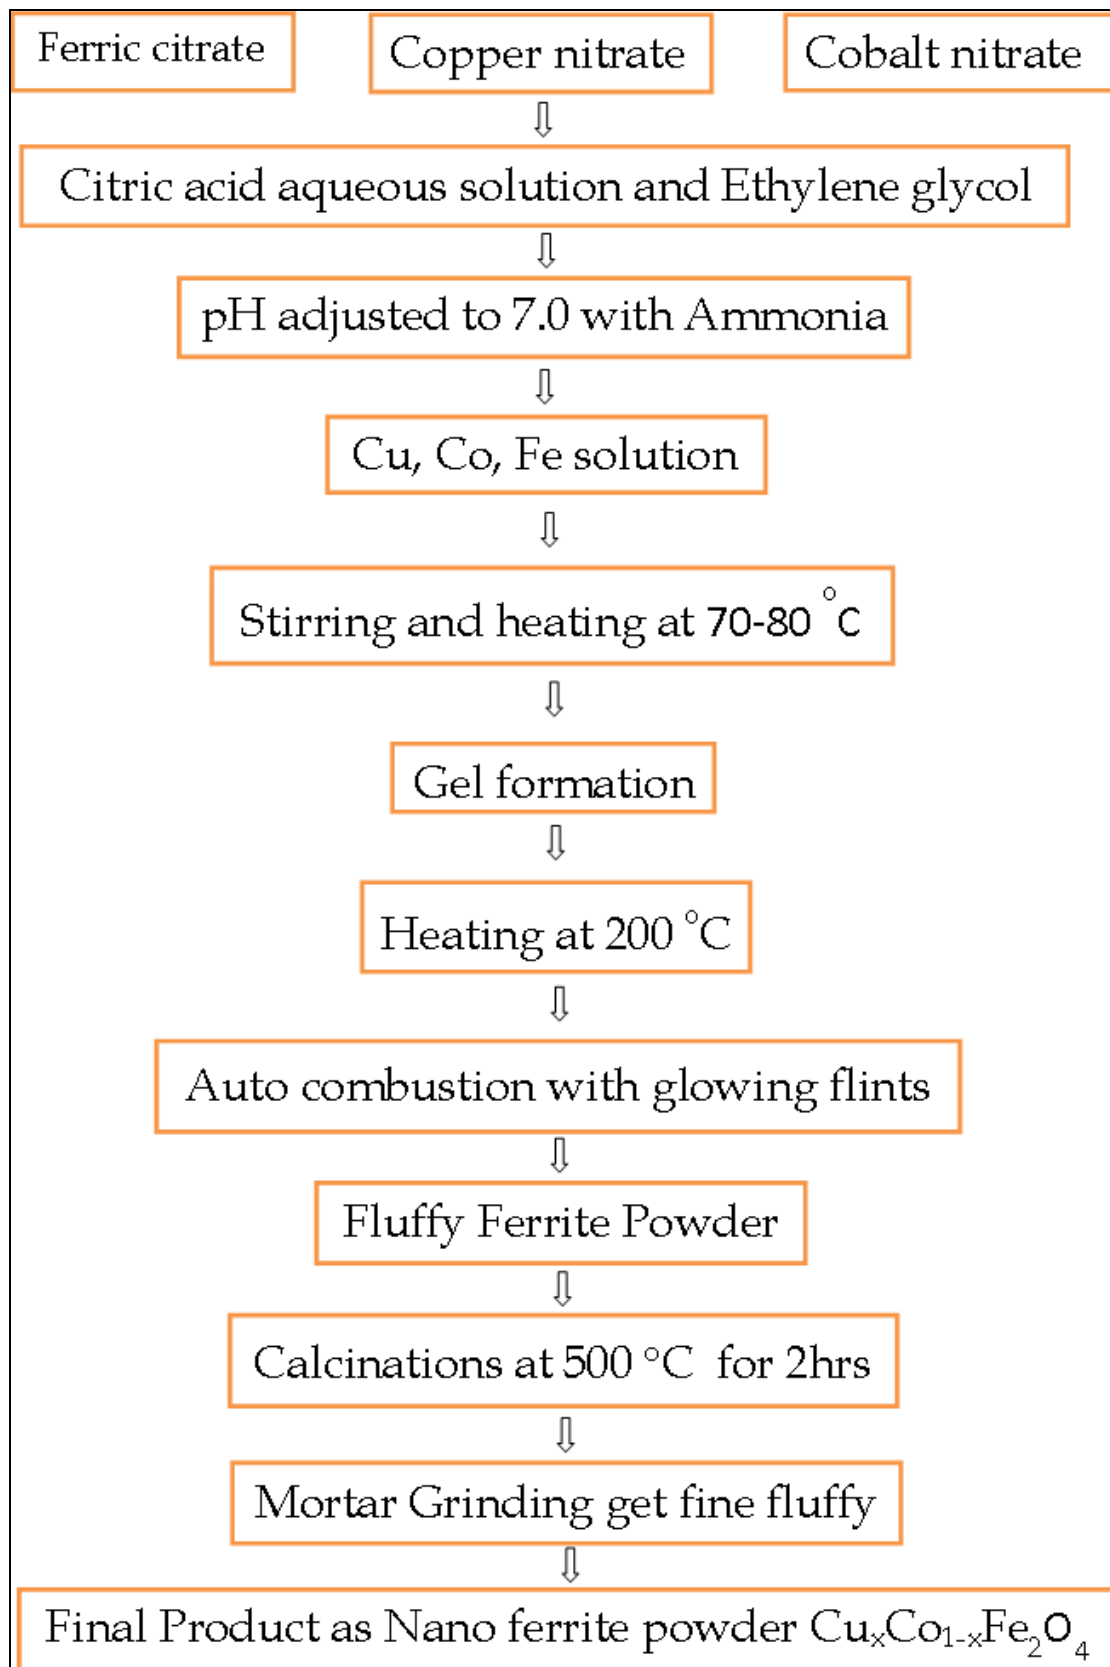 Ferric citrate Copper nitrate Cobalt nitrate
Citric acid aqueous solution and Ethylene glycol
pH adjusted to 7.0 with Ammonia
Cu, Co, Fe solution
Stirring and heating at 70-80 °C
Gel formation
Heating at 200 °C
Auto combustion with glowing flints
Fluffy Ferrite Powder
Calcinations at 500 °C for 2hrs
Mortar Grinding get fine fluffy
Final Product as Nano ferrite powder CuₓCo₁₋ₓFe₂O₄